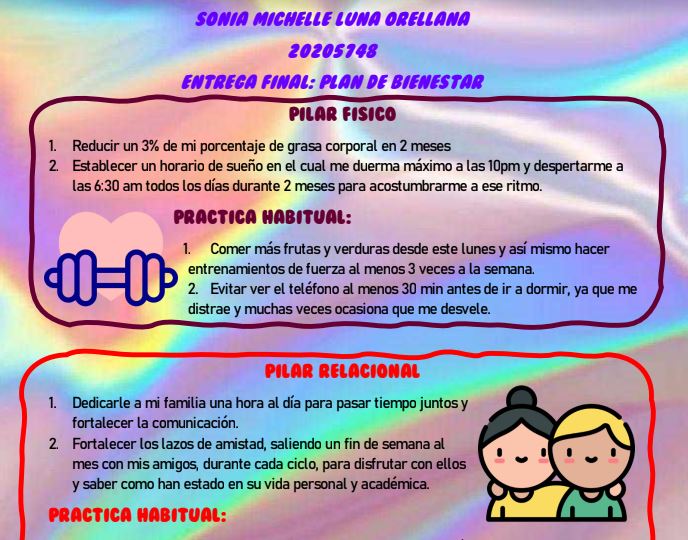 SONIA MICHELLE LUNA ORELLANA
20205748
ENTREGA FINAL: PLAN DE BIENESTAR
PILAR FISICO
1. Reducir un 3% de mi porcentaje de grasa corporal en 2 meses
2. Establecer un horario de sueño en el cual me duerma máximo a las 10pm y despertarme a
las 6:30 am todos los días durante 2 meses para acostumbrarme a ese ritmo.
PRACTICA HABITUAL:
1. Comer más frutas y verduras desde este lunes y así mismo hacer
entrenamientos de fuerza al menos 3 veces a la semana.
2. Evitar ver el teléfono al menos 30 min antes de ir a dormir, ya que me
distrae y muchas veces ocasiona que me desvele.
PILAR RELACIONAL
1. Dedicarle a mi familia una hora al día para pasar tiempo juntos y
fortalecer la comunicación.
2. Fortalecer los lazos de amistad, saliendo un fin de semana al
mes con mis amigos, durante cada ciclo, para disfrutar con ellos
y saber como han estado en su vida personal y académica.
PRACTICA HABITUAL: